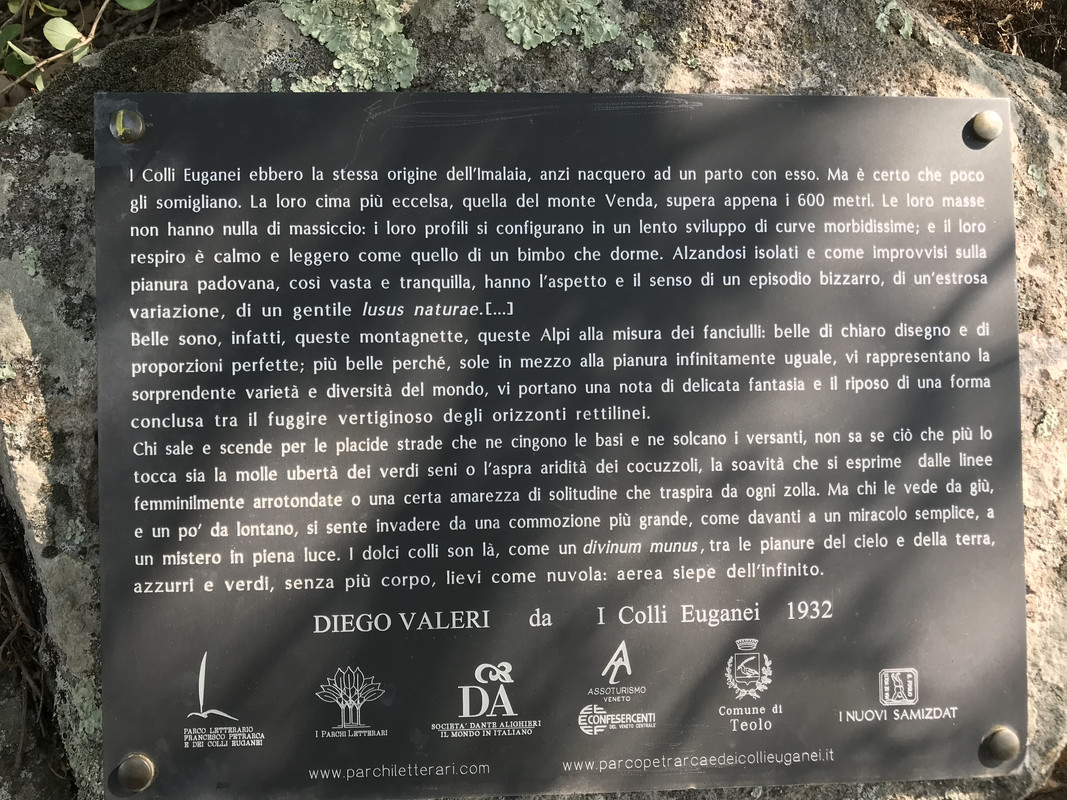 I Colli Euganei ebbero la stessa origine dell'Imalaia, anzi nacquero ad un parto con esso. Ma è certo che poco
gli somigliano. La loro cima più eccelsa, quella del monte Venda, supera appena i 600 metri. Le loro masse
non hanno nulla di massiccio: i loro profili si configurano in un lento sviluppo di curve morbidissime; e il loro
respiro è calmo e leggero come quello di un bimbo che dorme. Alzandosi isolati e come improvvisi sulla
pianura padovana, così vasta e tranquilla, hanno l'aspetto e il senso di un episodio bizzarro, di un'estrosa
variazione, di un gentile lusus naturae.[...]
Belle sono, infatti, queste montagnette, queste Alpi alla misura dei fanciulli: belle di chiaro disegno e di
proporzioni perfette; più belle perché, sole in mezzo alla pianura infinitamente uguale, vi rappresentano la
sorprendente varietà e diversità del mondo, vi portano una nota di delicata fantasia e il riposo di una forma
conclusa tra il fuggire vertiginoso degli orizzonti rettilinei.
Chi sale e scende per le placide strade che ne cingono le basi e ne solcano i versanti, non sa se ciò che più lo
tocca sia la molle ubertà dei verdi seni o l'aspra aridità dei cocuzzoli, la soavità che si esprime dalle linee
femminilmente arrotondate o una certa amarezza di solitudine che traspira da ogni zolla. Ma chi le vede da giù,
e un po' da lontano, si sente invadere da una commozione più grande, come davanti a un miracolo semplice, a
un mistero in piena luce. I dolci colli son là, come un divinum munus, tra le pianure del cielo e della terra,
azzurri e verdi, senza più corpo, lievi come nuvola: aerea siepe dell'infinito.
DIEGO VALERI da I Colli Euganei 1932
PARCO LETTERARIO
FRANCESCO PETRARCA
E DEI COLLI EUGANEI
I PARCHI LETTERARI
DA
SOCIETA' DANTE ALIGHIERI
IL MONDO IN ITALIANO
ASSOTURISMO
VENETO
CONFESERCENTI
DEL VENETO CENTRALE
Comune di
Teolo
I NUOVI SAMIZDAT
www.parchiletterari.com
www.parcopetrarcaedeicollieuganei.it